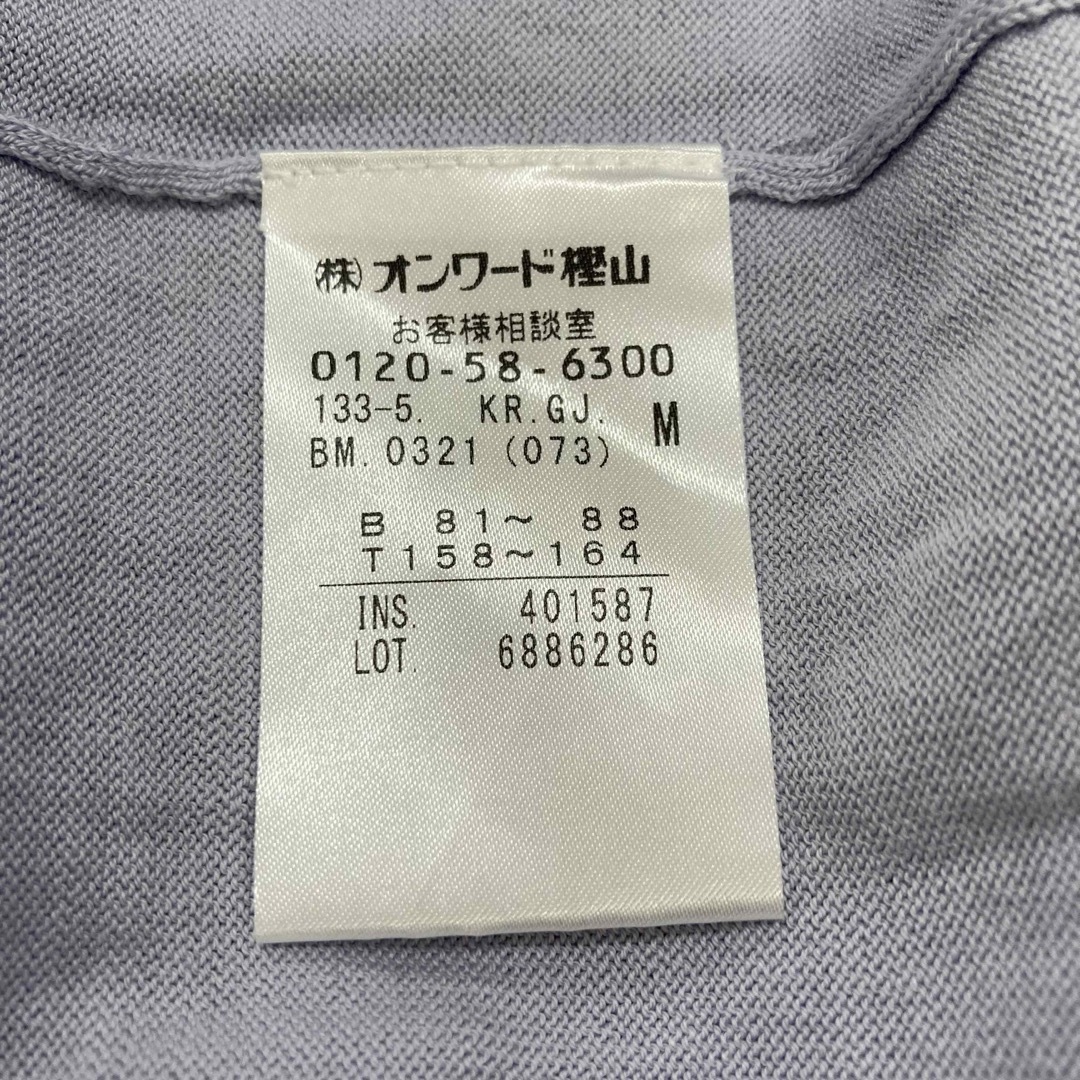 ㈱オンワード樫山
お客様相談室
0120-58-6300
133-5. KR.GJ. M
BM. 0321 (073)
B 81～ 88
T158～164
INS. 401587
LOT. 6886286